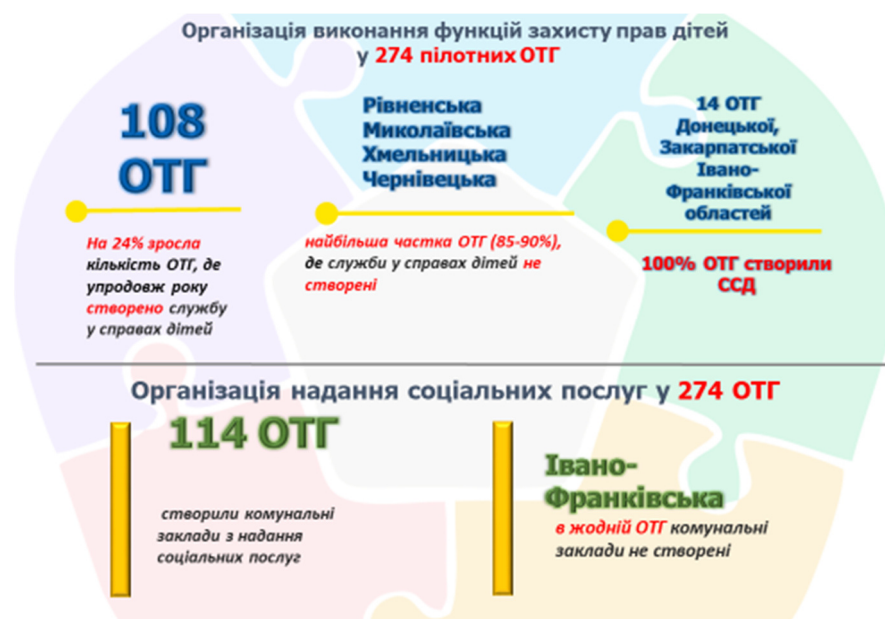 Організація виконання функцій захисту прав дітей
у 274 пілотних ОТГ
108
ОТГ
На 24% зросла
кількість ОТГ, де
упродовж року
створено службу
у справах дітей
Рівненська
Миколаївська
Хмельницька
Чернівецька
найбільша частка ОТГ (85-90%),
де служби у справах дітей не
створені
14 ОТГ
Донецької,
Закарпатської
Івано-
Франківської
областей
100% ОТГ створили
ССД
Організація надання соціальних послуг у 274 ОТГ
114 ОТГ
створили комунальні
заклади з надання
соціальних послуг
Івано-
Франківська
в жодній ОТГ комунальні
заклади не створені